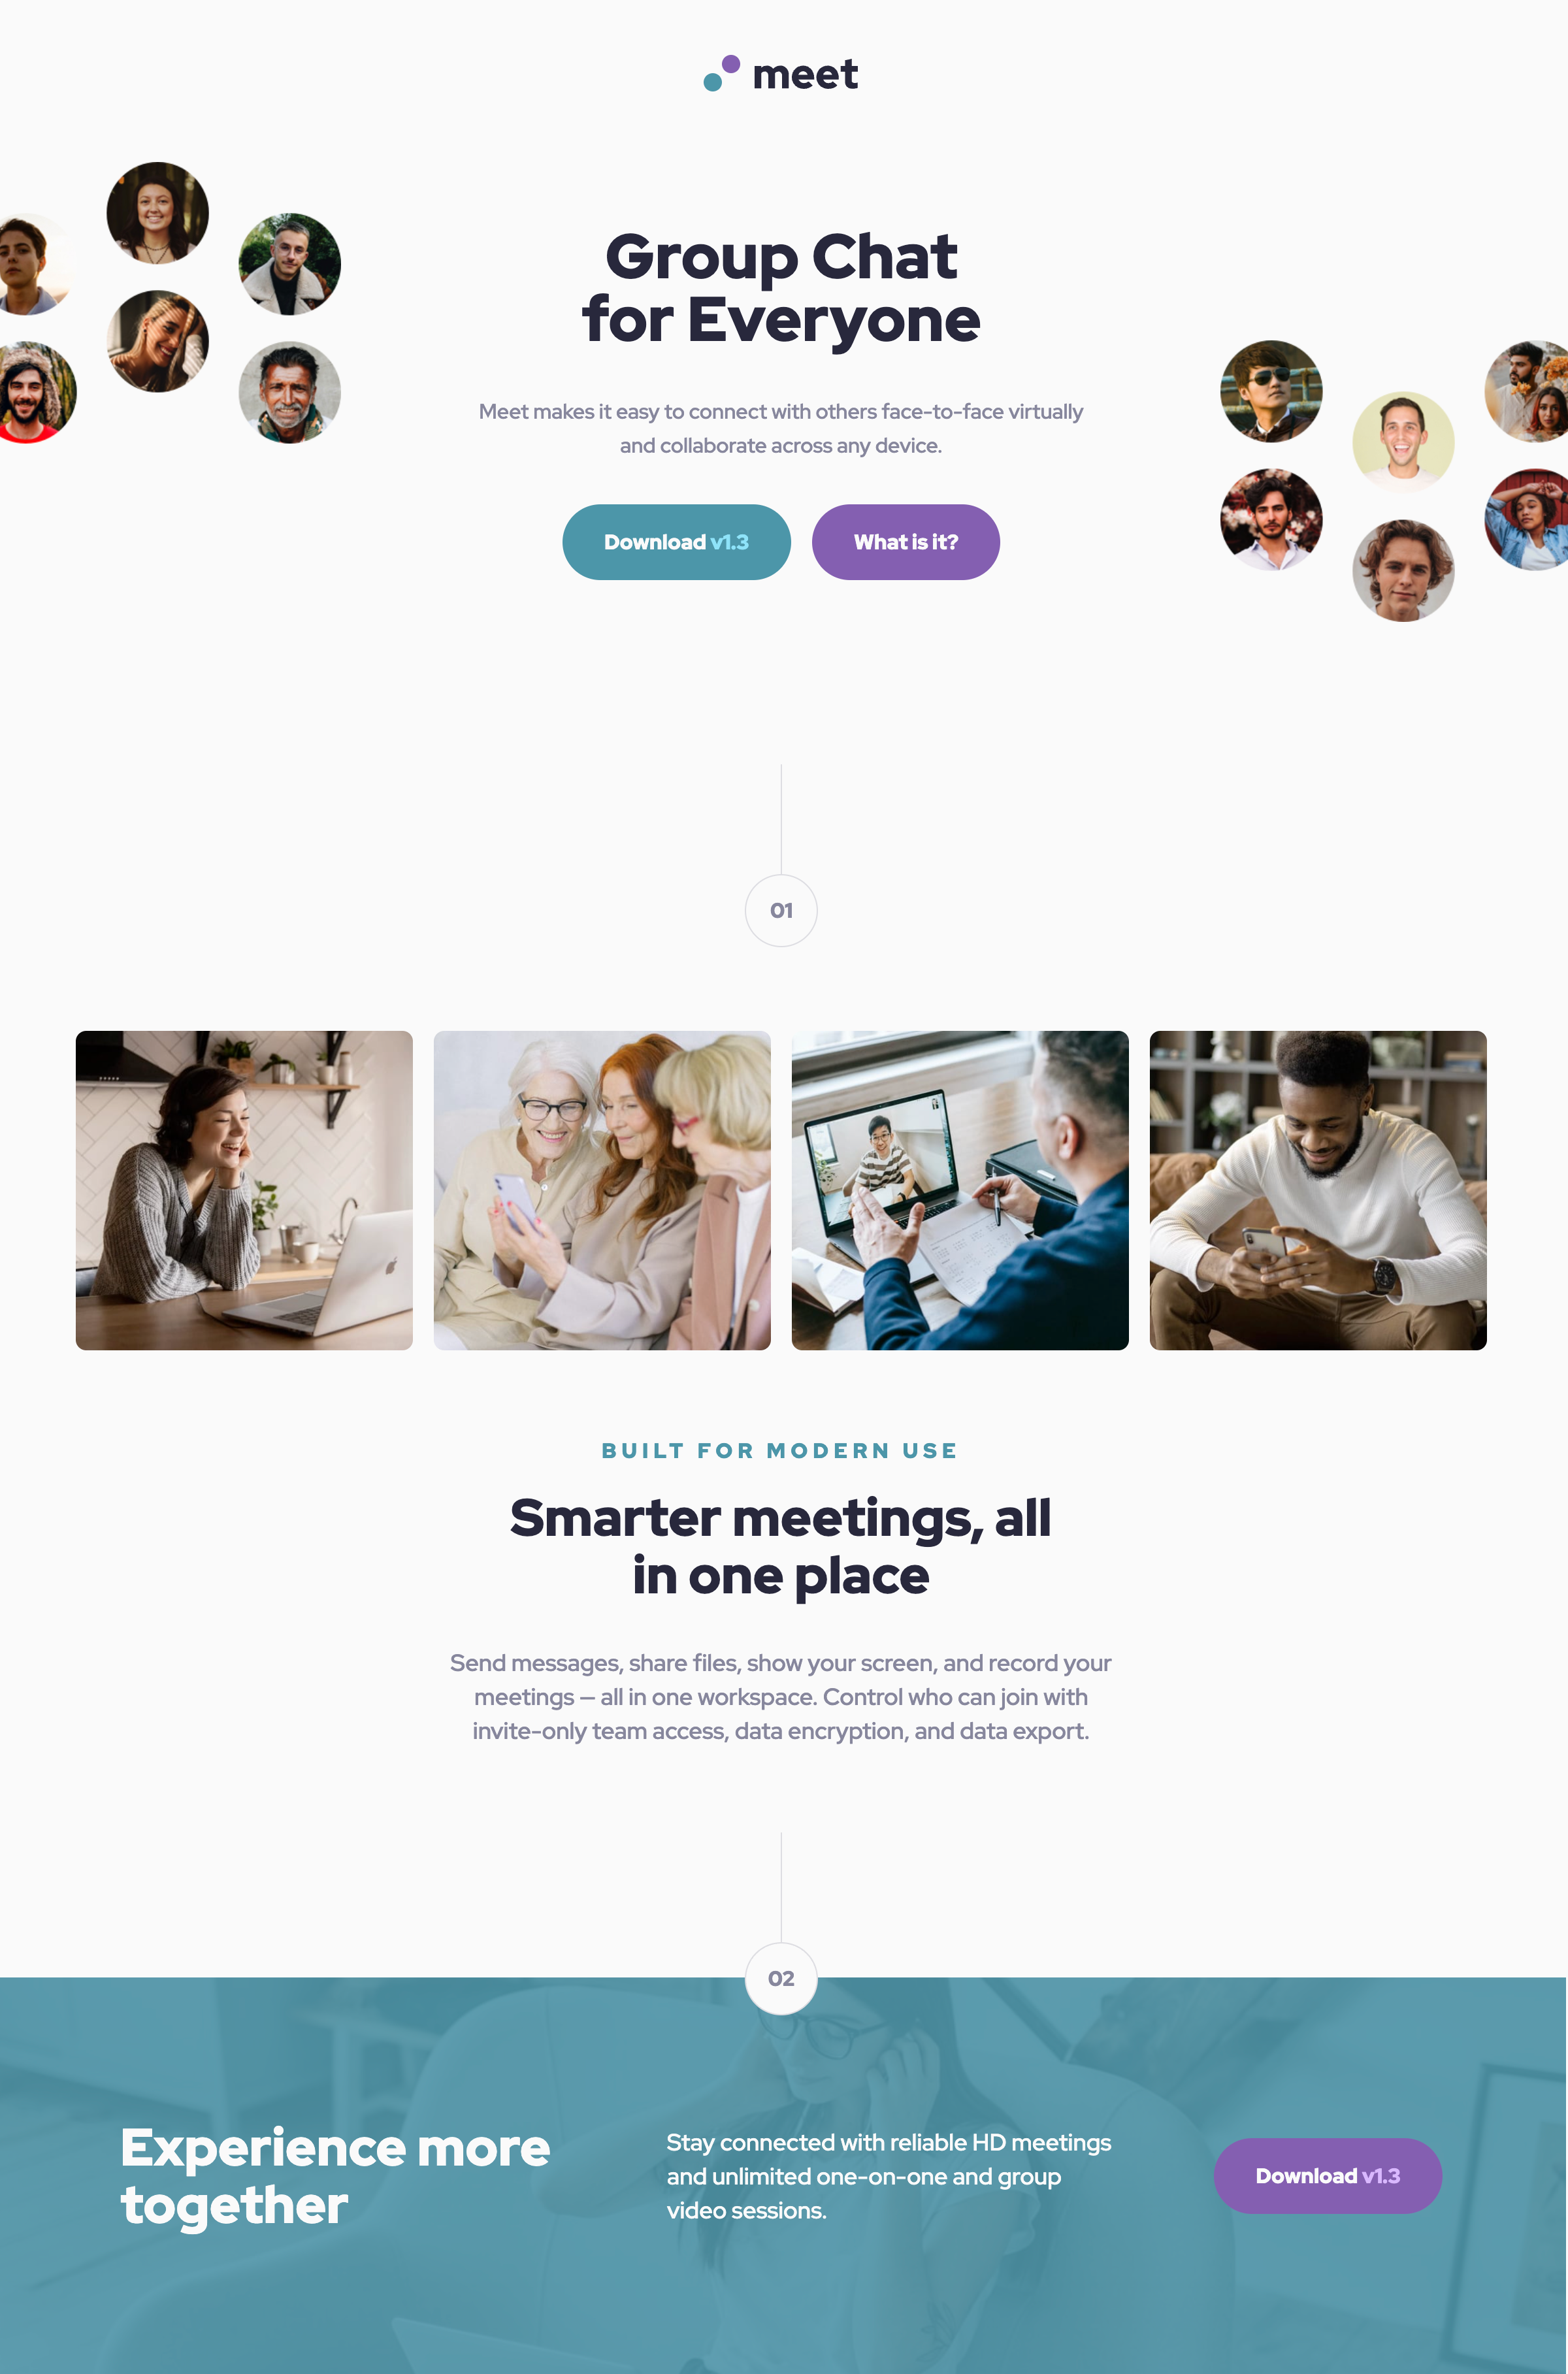 meet
Group Chat
for Everyone
Meet makes it easy to connect with others face-to-face virtually
and collaborate across any device.
Download v1.3
What is it?
01
BUILT FOR MODERN USE
Smarter meetings, all
in one place
Send messages, share files, show your screen, and record your
meetings — all in one workspace. Control who can join with
invite-only team access, data encryption, and data export.
02
Experience more
together
Stay connected with reliable HD meetings
and unlimited one-on-one and group
video sessions.
Download v1.3